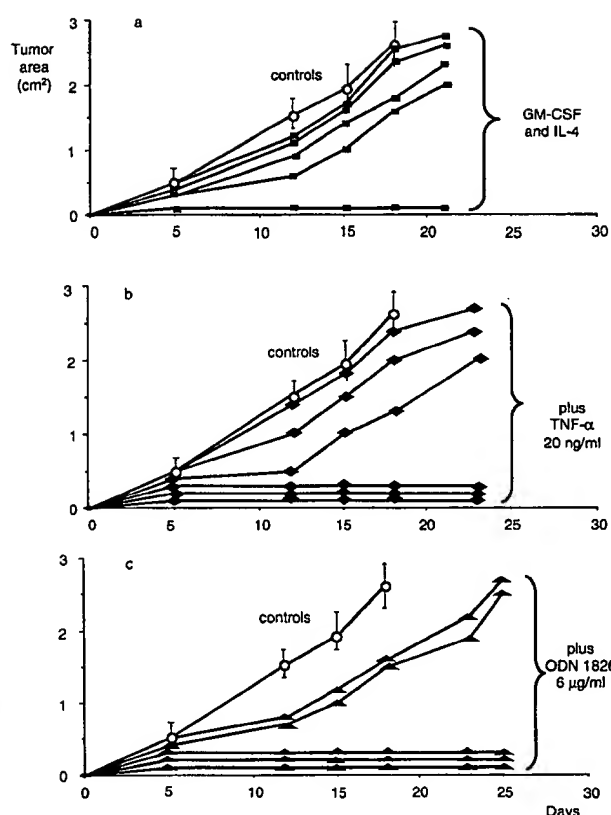 a
Tumor
area
(cm²)
3
2
1
0
controls
GM-CSF
and IL-4
0 5 10 15 20 25 30
b
3
2
1
0
controls
plus
TNF-α
20 ng/ml
0 5 10 15 20 25 30
c
3
2
1
0
controls
plus
ODN 1826
6 µg/ml
0 5 10 15 20 25 30
Days